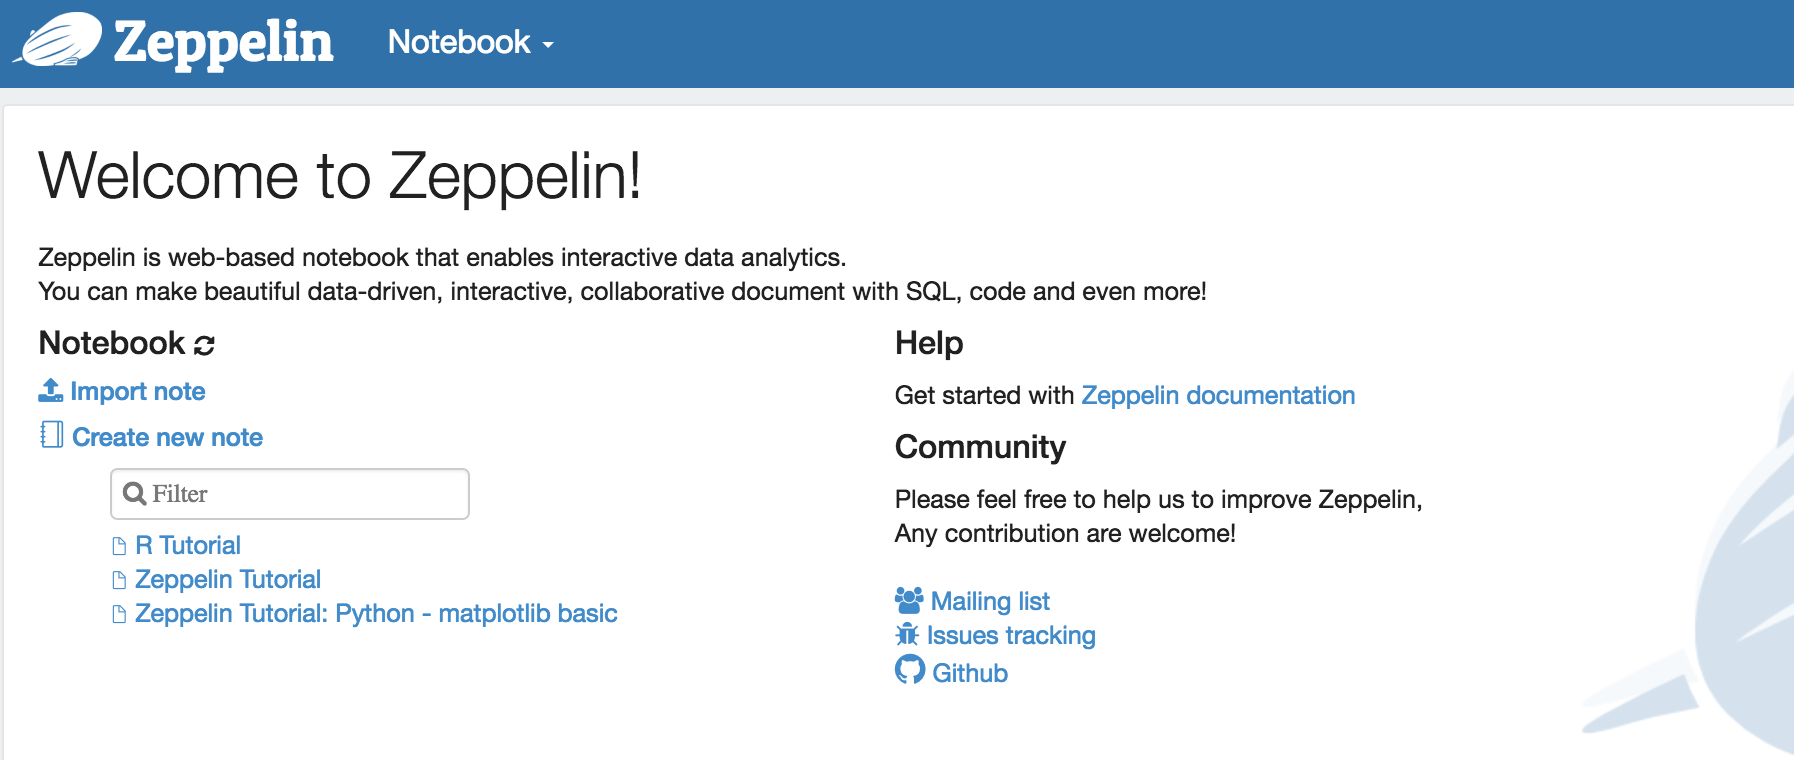 Zeppelin
Notebook
Welcome to Zeppelin!
Zeppelin is web-based notebook that enables interactive data analytics.
You can make beautiful data-driven, interactive, collaborative document with SQL, code and even more!
Notebook
Import note
Create new note
Filter
R Tutorial
Zeppelin Tutorial
Zeppelin Tutorial: Python - matplotlib basic
Help
Get started with Zeppelin documentation
Community
Please feel free to help us to improve Zeppelin,
Any contribution are welcome!
Mailing list
Issues tracking
Github